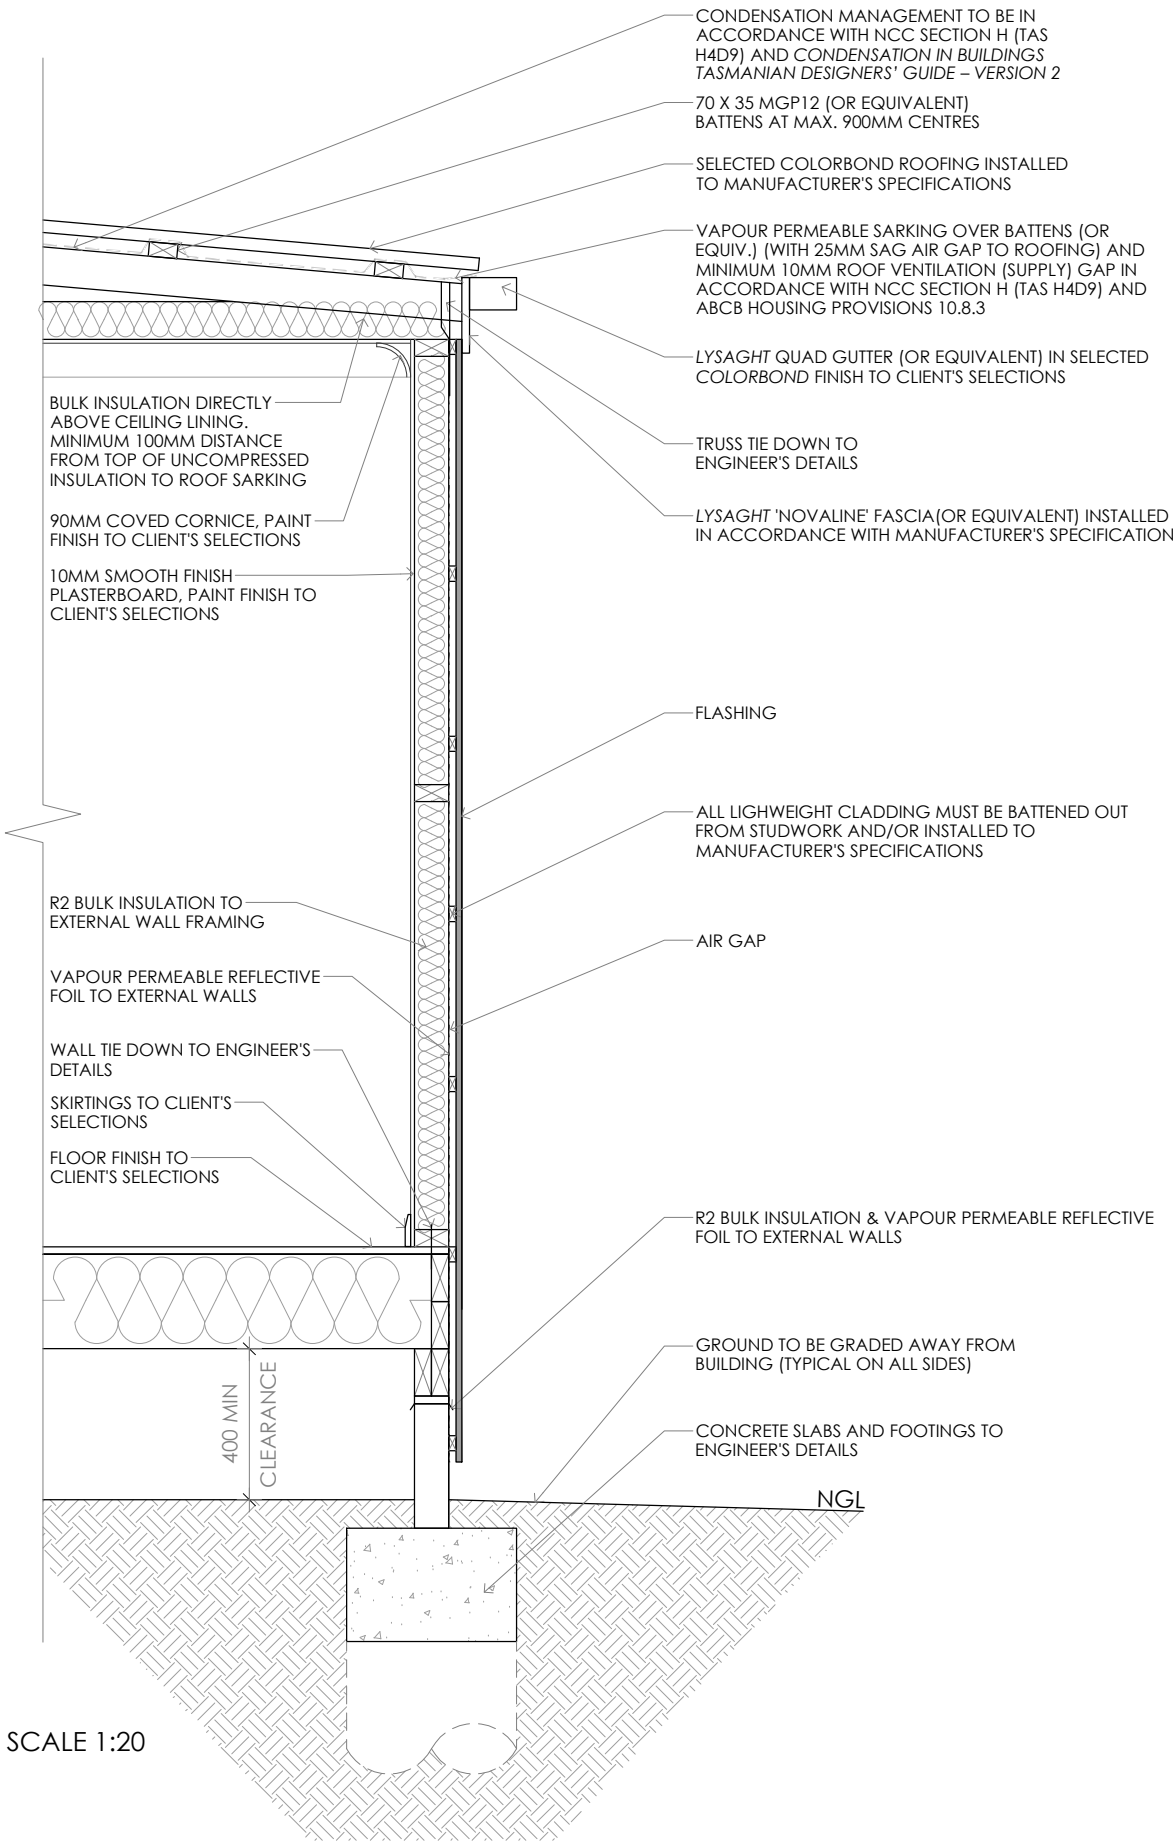 CONDENSATION MANAGEMENT TO BE IN
ACCORDANCE WITH NCC SECTION H (TAS
H4D9) AND CONDENSATION IN BUILDINGS
TASMANIAN DESIGNERS' GUIDE – VERSION 2
70 X 35 MGP12 (OR EQUIVALENT)
BATTENS AT MAX. 900MM CENTRES
SELECTED COLORBOND ROOFING INSTALLED
TO MANUFACTURER'S SPECIFICATIONS
VAPOUR PERMEABLE SARKING OVER BATTENS (OR
EQUIV.) (WITH 25MM SAG AIR GAP TO ROOFING) AND
MINIMUM 10MM ROOF VENTILATION (SUPPLY) GAP IN
ACCORDANCE WITH NCC SECTION H (TAS H4D9) AND
ABCB HOUSING PROVISIONS 10.8.3
LYSAGHT QUAD GUTTER (OR EQUIVALENT) IN SELECTED
COLORBOND FINISH TO CLIENT'S SELECTIONS
TRUSS TIE DOWN TO
ENGINEER'S DETAILS
LYSAGHT 'NOVALINE' FASCIA(OR EQUIVALENT) INSTALLED
IN ACCORDANCE WITH MANUFACTURER'S SPECIFICATION
BULK INSULATION DIRECTLY
ABOVE CEILING LINING.
MINIMUM 100MM DISTANCE
FROM TOP OF UNCOMPRESSED
INSULATION TO ROOF SARKING
90MM COVED CORNICE, PAINT
FINISH TO CLIENT'S SELECTIONS
10MM SMOOTH FINISH
PLASTERBOARD, PAINT FINISH TO
CLIENT'S SELECTIONS
FLASHING
ALL LIGHWEIGHT CLADDING MUST BE BATTENED OUT
FROM STUDWORK AND/OR INSTALLED TO
MANUFACTURER'S SPECIFICATIONS
AIR GAP
R2 BULK INSULATION TO
EXTERNAL WALL FRAMING
VAPOUR PERMEABLE REFLECTIVE
FOIL TO EXTERNAL WALLS
WALL TIE DOWN TO ENGINEER'S
DETAILS
SKIRTINGS TO CLIENT'S
SELECTIONS
FLOOR FINISH TO
CLIENT'S SELECTIONS
R2 BULK INSULATION & VAPOUR PERMEABLE REFLECTIVE
FOIL TO EXTERNAL WALLS
GROUND TO BE GRADED AWAY FROM
BUILDING (TYPICAL ON ALL SIDES)
CONCRETE SLABS AND FOOTINGS TO
ENGINEER'S DETAILS
400 MIN
CLEARANCE
NGL
SCALE 1:20